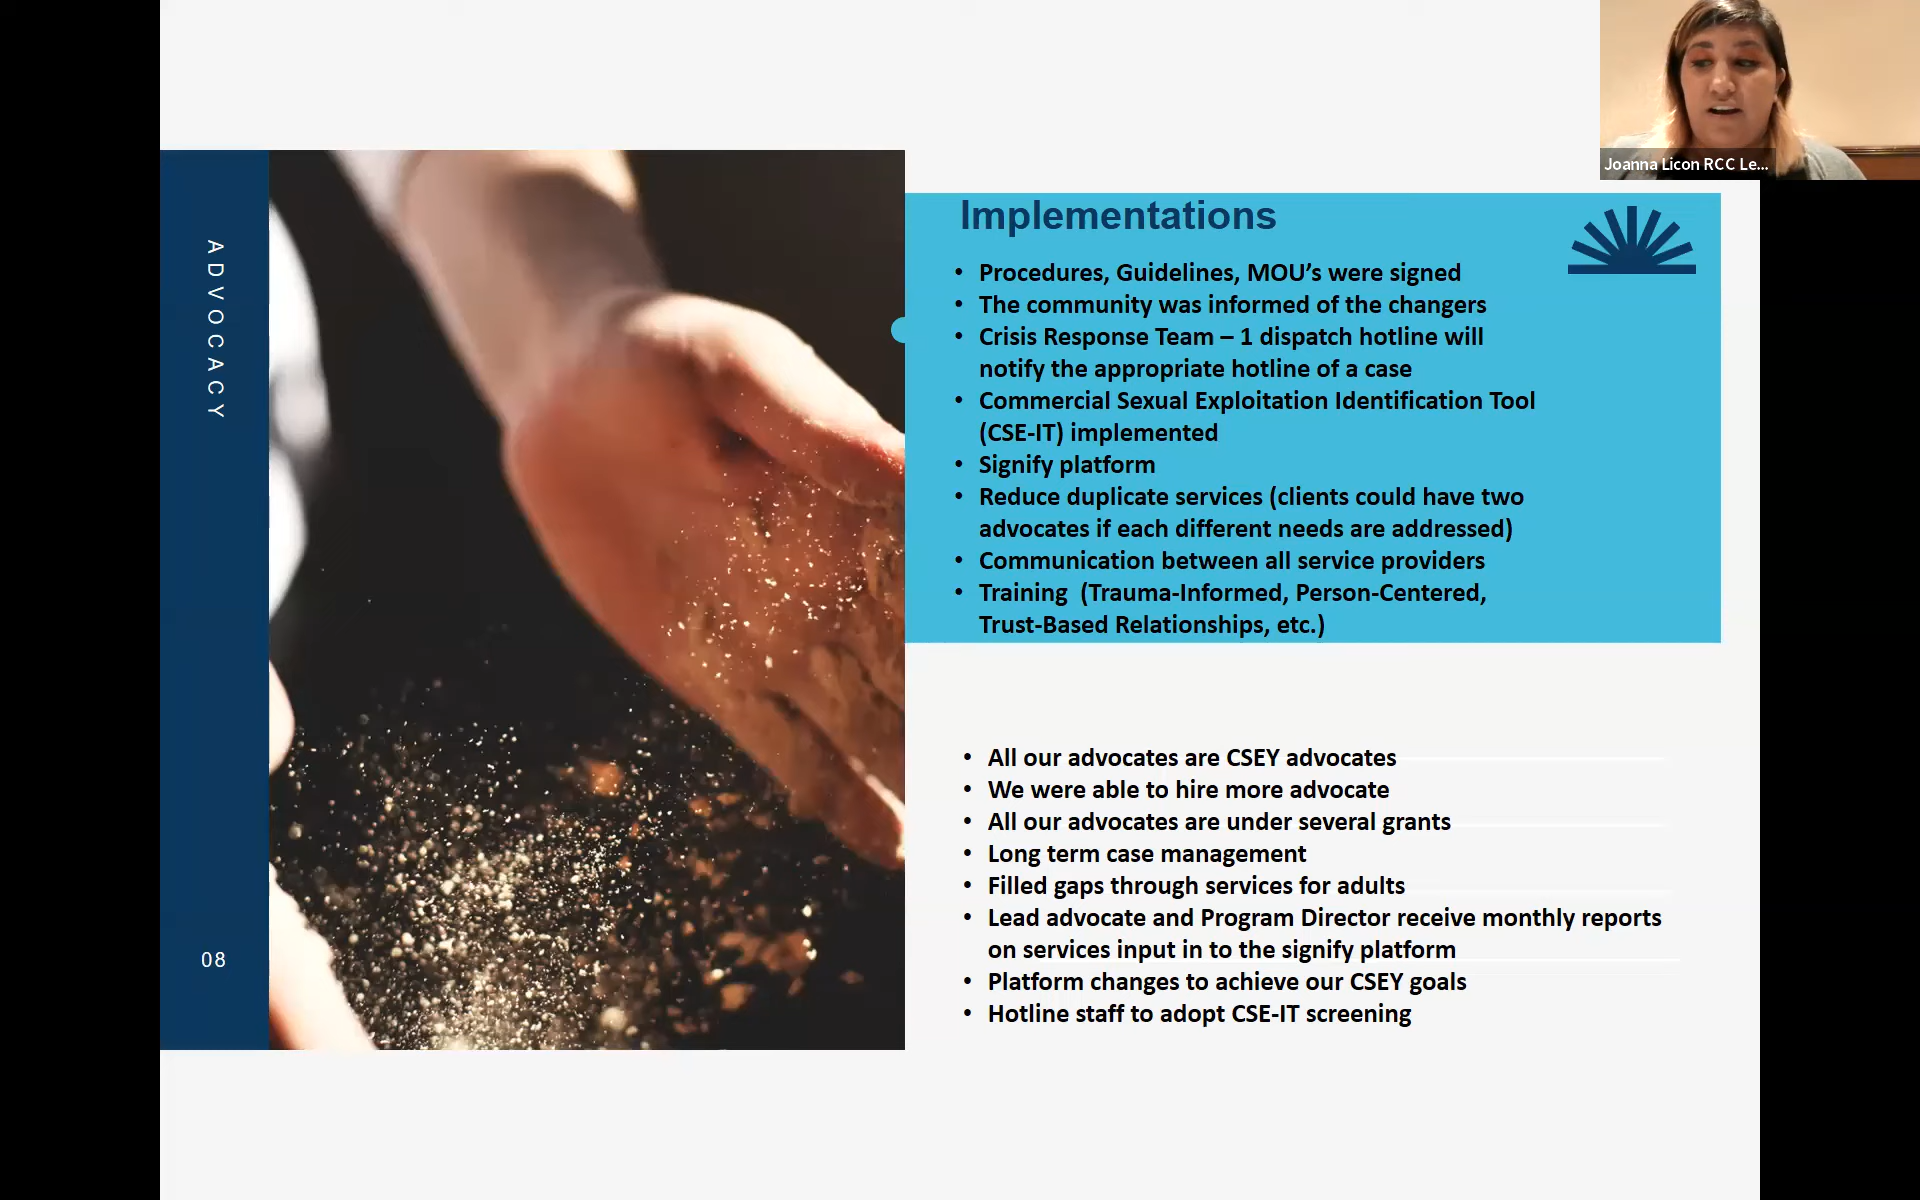 Joanna Licon RCC Le...
ADVOCACY
08
Implementations
• Procedures, Guidelines, MOU’s were signed
• The community was informed of the changers
• Crisis Response Team – 1 dispatch hotline will
notify the appropriate hotline of a case
• Commercial Sexual Exploitation Identification Tool
(CSE-IT) implemented
• Signify platform
• Reduce duplicate services (clients could have two
advocates if each different needs are addressed)
• Communication between all service providers
• Training  (Trauma-Informed, Person-Centered,
Trust-Based Relationships, etc.)
• All our advocates are CSEY advocates
• We were able to hire more advocate
• All our advocates are under several grants
• Long term case management
• Filled gaps through services for adults
• Lead advocate and Program Director receive monthly reports
on services input in to the signify platform
• Platform changes to achieve our CSEY goals
• Hotline staff to adopt CSE-IT screening